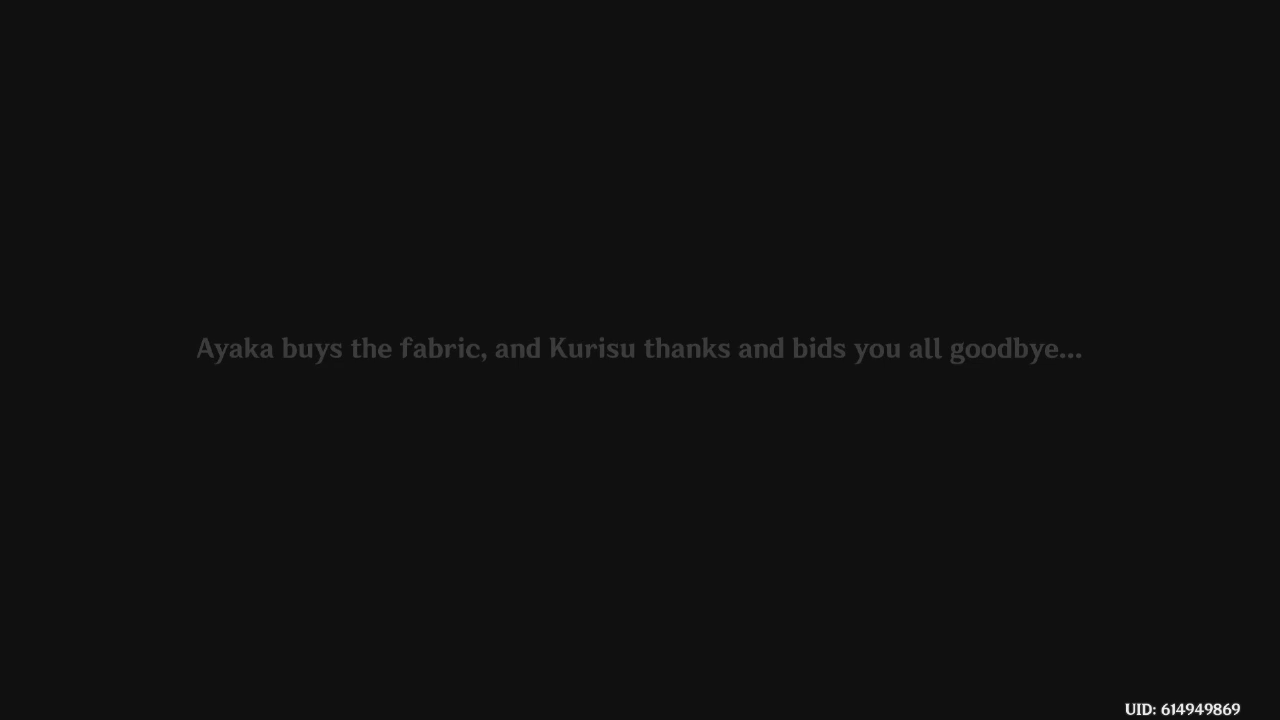 Ayaka buys the fabric, and Kurisu thanks and bids you all goodbye...
UID: 614949869